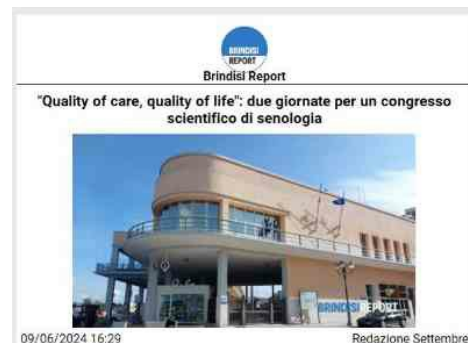 BRINDISI
REPORT
Brindisi Report
"Quality of care, quality of life": due giornate per un congresso
scientifico di senologia
BRINDISI REPORT
09/06/2024 16:29
Redazione Settembre